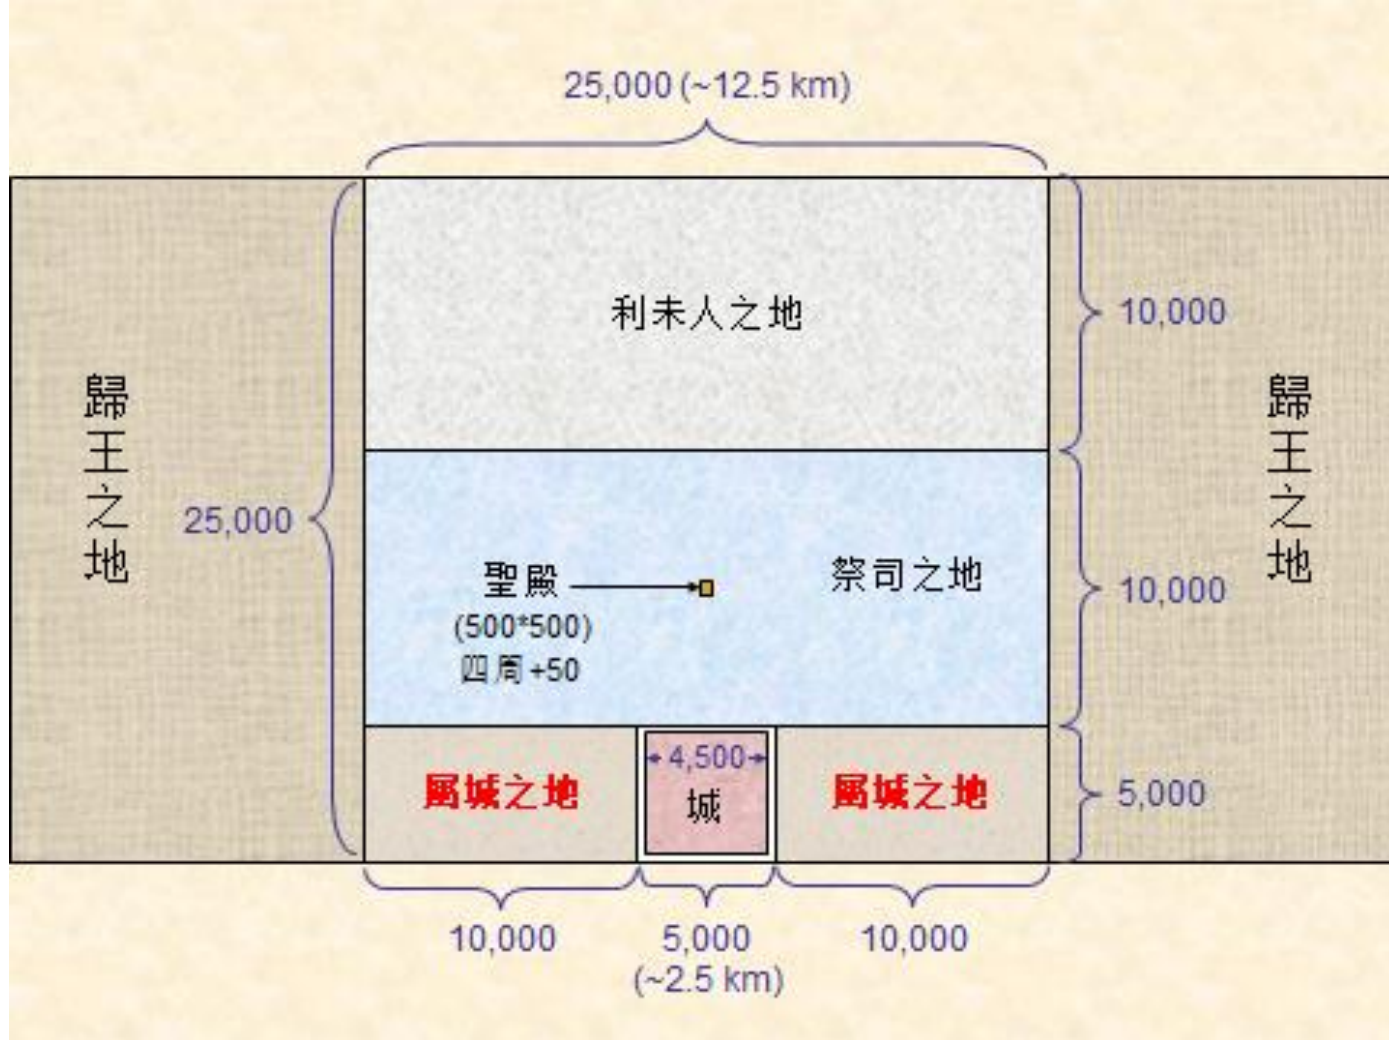 25,000 (~12.5 km)
利未人之地
10,000
歸王之地
25,000
歸王之地
聖殿
(500*500)
四周+50
祭司之地
10,000
屬城之地
4,500
城
屬城之地
5,000
10,000
5,000
(~2.5 km)
10,000